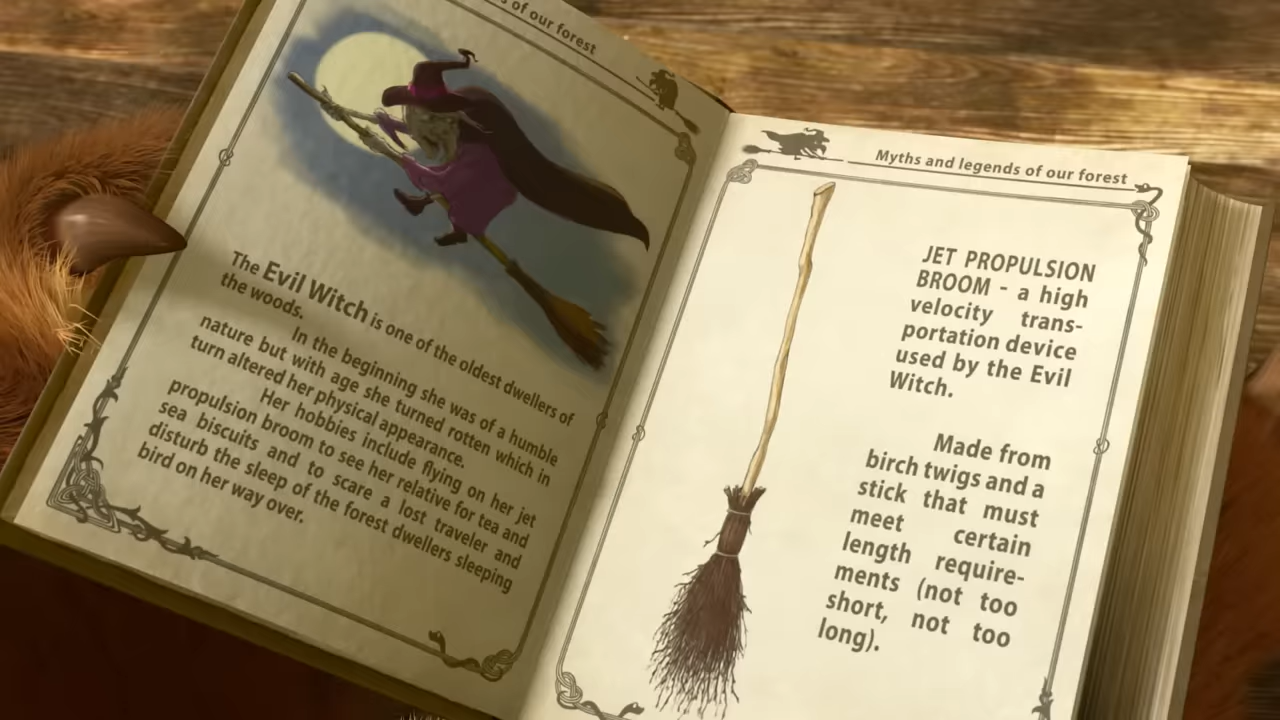 s of our forest
The Evil Witch is one of the oldest dwellers of
the woods.
In the beginning she was of a humble
nature but with age she turned rotten which in
turn altered her physical appearance.
Her hobbies include flying on her jet
propulsion broom to see her relative for tea and
sea biscuits and to scare a lost traveler and
disturb the sleep of the forest dwellers sleeping
bird on her way over.
Myths and legends of our forest
JET PROPULSION
BROOM - a high
velocity trans-
portation device
used by the Evil
Witch.
Made from
birch twigs and a
stick that must
meet certain
length require-
ments (not too
short, not too
long).